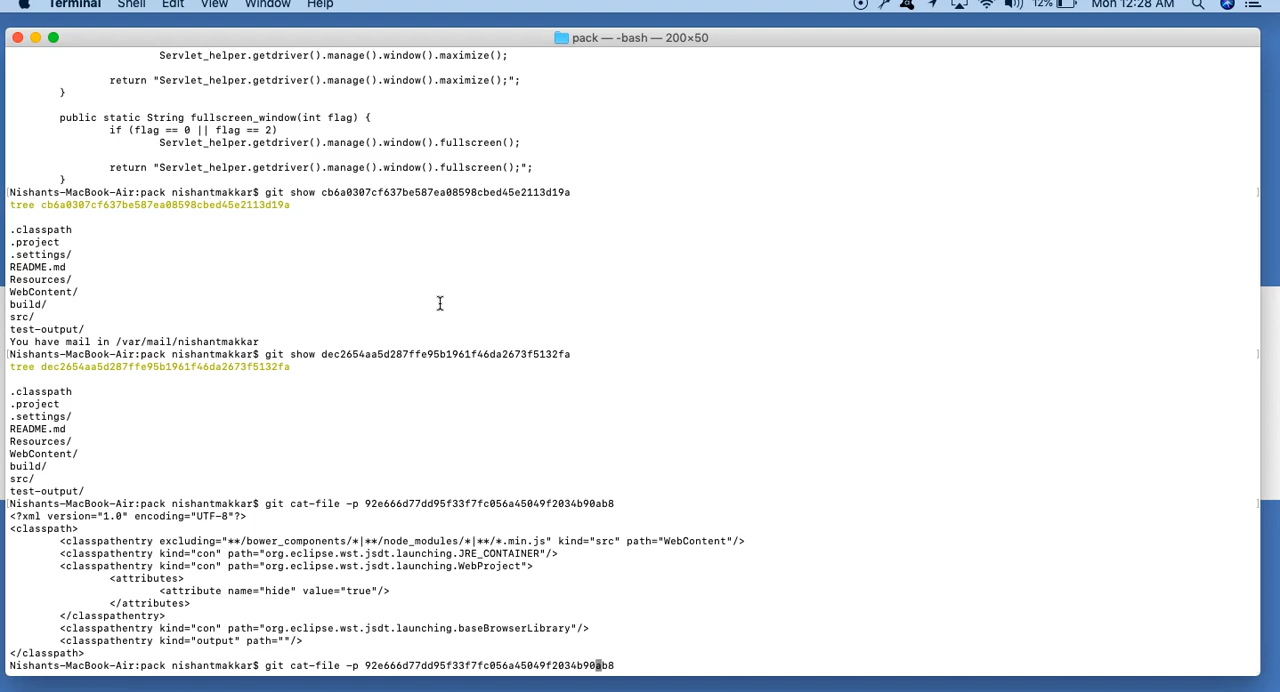 Terminal Shell Edit View Window Help 12% Mon 12:28 AM
pack — -bash — 200×50
Servlet_helper.getdriver().manage().window().maximize();
return "Servlet_helper.getdriver().manage().window().maximize();";
}
public static String fullscreen_window(int flag) {
if (flag == 0 || flag == 2)
Servlet_helper.getdriver().manage().window().fullscreen();
return "Servlet_helper.getdriver().manage().window().fullscreen();";
}
[Nishants-MacBook-Air:pack nishantmakkar$ git show cb6a0307cf637be587ea08598cbed45e2113d19a ]
tree cb6a0307cf637be587ea08598cbed45e2113d19a
.classpath
.project
.settings/
README.md
Resources/
WebContent/
build/
src/
test-output/
You have mail in /var/mail/nishantmakkar
[Nishants-MacBook-Air:pack nishantmakkar$ git show dec2654aa5d287ffe95b1961f46da2673f5132fa ]
tree dec2654aa5d287ffe95b1961f46da2673f5132fa
.classpath
.project
.settings/
README.md
Resources/
WebContent/
build/
src/
test-output/
[Nishants-MacBook-Air:pack nishantmakkar$ git cat-file -p 92e666d77dd95f33f7fc056a45049f2034b90ab8 ]
<?xml version="1.0" encoding="UTF-8"?>
<classpath>
<classpathentry excluding="**/bower_components/*|**/node_modules/*|**/*.min.js" kind="src" path="WebContent"/>
<classpathentry kind="con" path="org.eclipse.wst.jsdt.launching.JRE_CONTAINER"/>
<classpathentry kind="con" path="org.eclipse.wst.jsdt.launching.WebProject">
<attributes>
<attribute name="hide" value="true"/>
</attributes>
</classpathentry>
<classpathentry kind="con" path="org.eclipse.wst.jsdt.launching.baseBrowserLibrary"/>
<classpathentry kind="output" path=""/>
</classpath>
Nishants-MacBook-Air:pack nishantmakkar$ git cat-file -p 92e666d77dd95f33f7fc056a45049f2034b90ab8